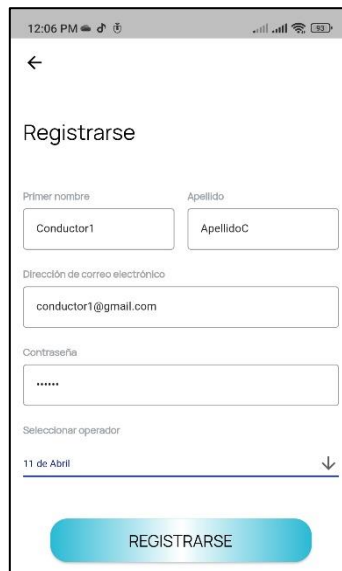 12:06 PM
93
Registrarse
Primer nombre Apellido
Conductor1 ApellidoC
Dirección de correo electrónico
conductor1@gmail.com
Contraseña
••••••
Seleccionar operador
11 de Abril
REGISTRARSE